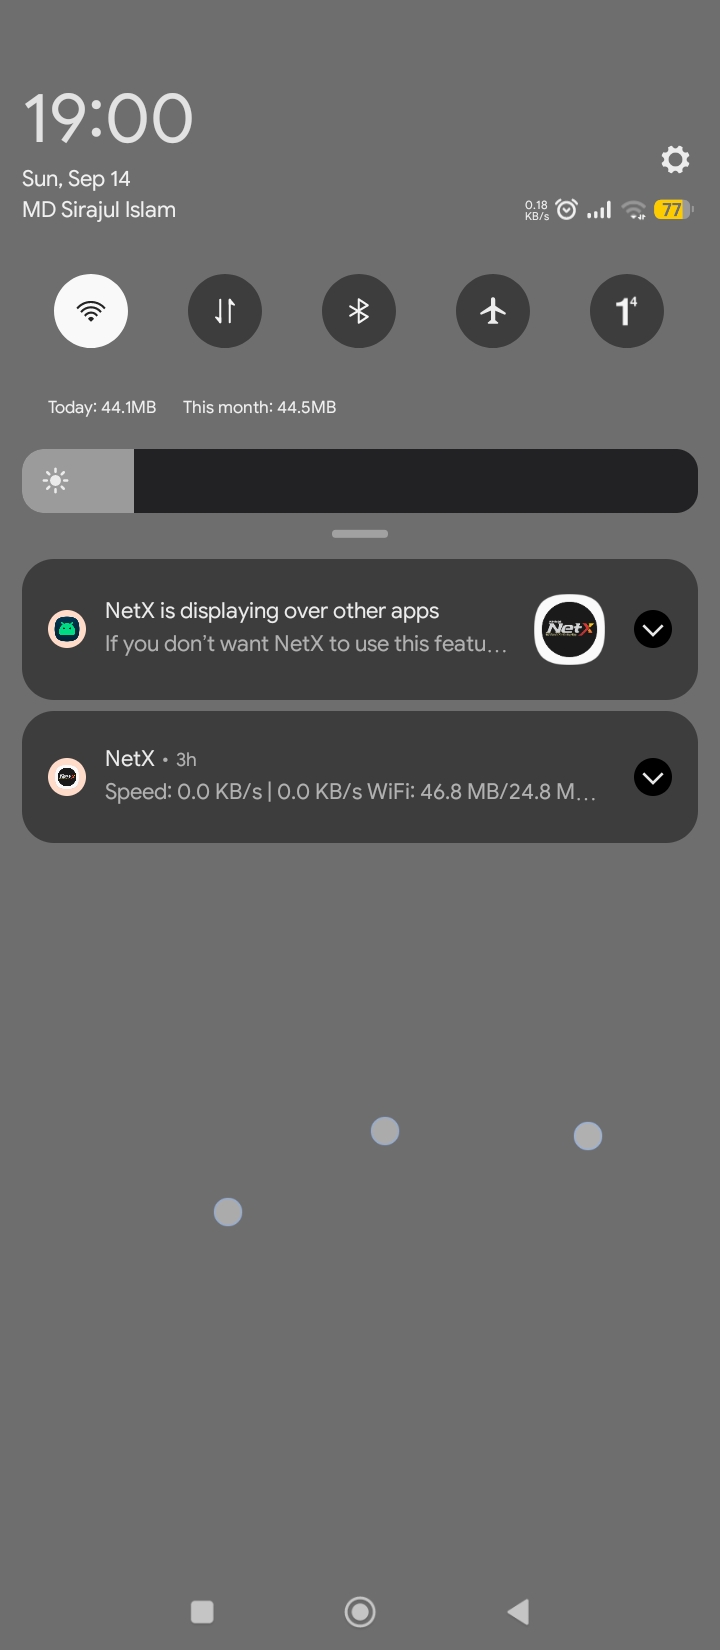 19:00
Sun, Sep 14
MD Sirajul Islam
0.18
KB/s
77
1⁴
Today: 44.1MB This month: 44.5MB
NetX is displaying over other apps
If you don't want NetX to use this featu...
NetX
NetX • 3h
Speed: 0.0 KB/s | 0.0 KB/s WiFi: 46.8 MB/24.8 M...